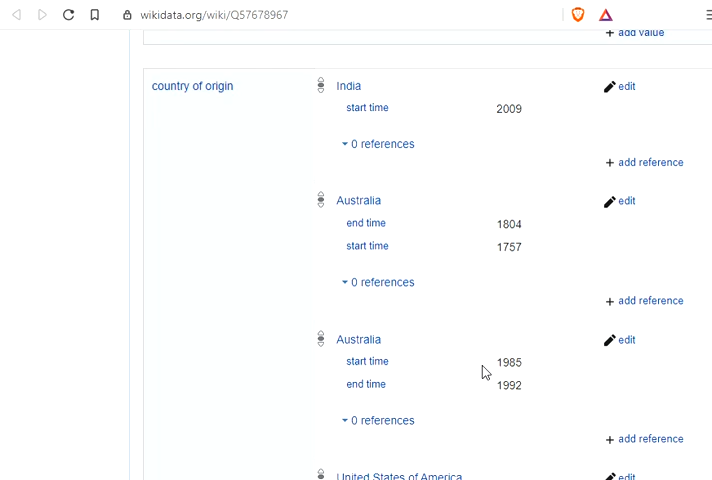 wikidata.org/wiki/Q57678967
+ add value
country of origin
India
edit
start time 2009
0 references
+ add reference
Australia
edit
end time 1804
start time 1757
0 references
+ add reference
Australia
edit
start time 1985
end time 1992
0 references
+ add reference
United States of America
edit